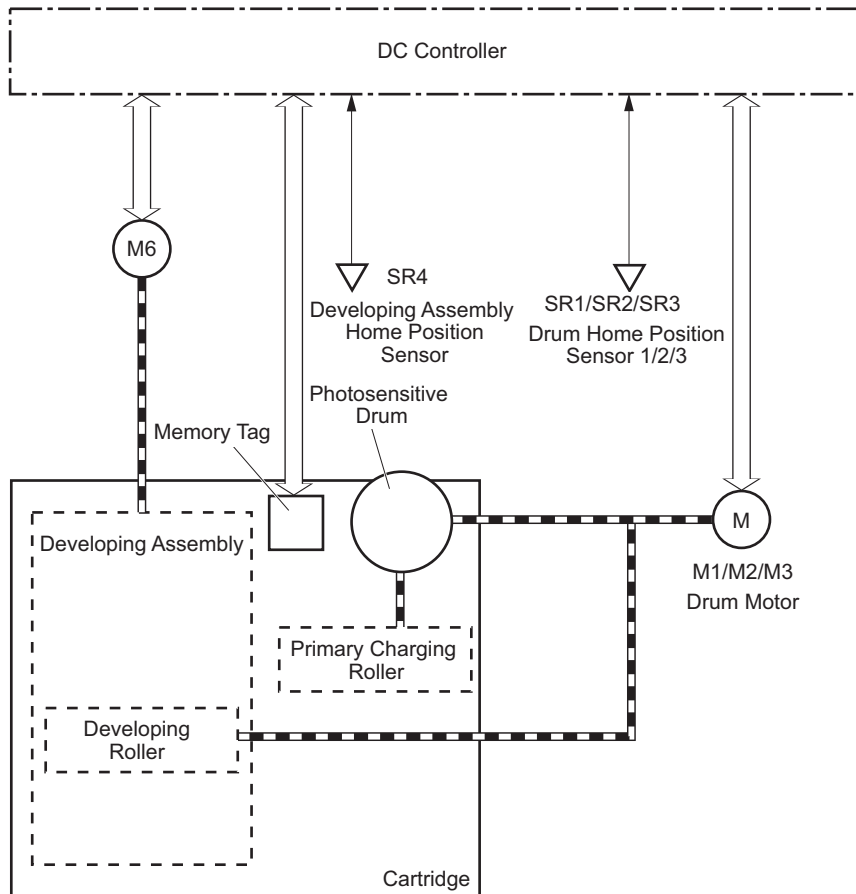 DC Controller
M6
SR4
Developing Assembly
Home Position
Sensor
SR1/SR2/SR3
Drum Home Position
Sensor 1/2/3
Photosensitive
Drum
Memory Tag
Developing Assembly
M
M1/M2/M3
Drum Motor
Primary Charging
Roller
Developing
Roller
Cartridge